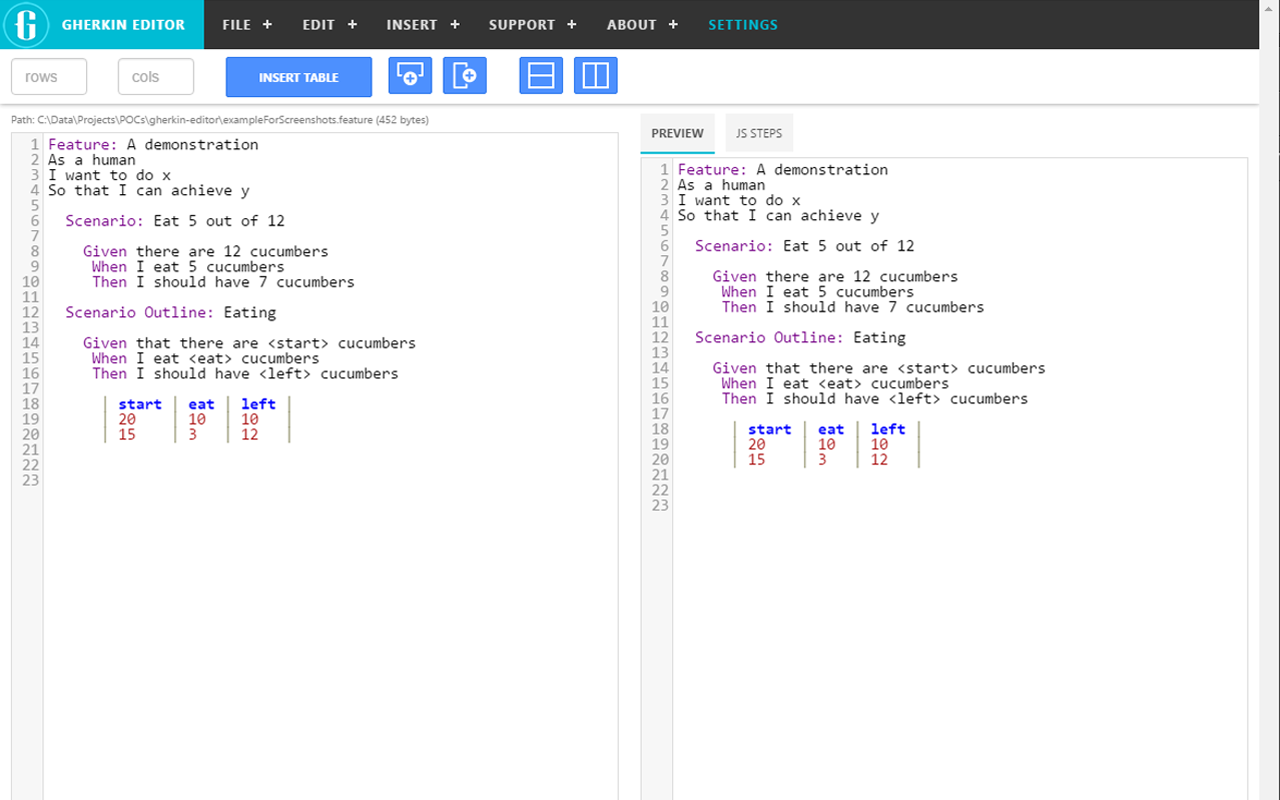 G GHERKIN EDITOR FILE + EDIT + INSERT + SUPPORT + ABOUT + SETTINGS
rows cols INSERT TABLE
Path: C:\Data\Projects\POCs\gherkin-editor\exampleForScreenshots.feature (452 bytes)
1 Feature: A demonstration
2 As a human
3 I want to do x
4 So that I can achieve y
5
6 Scenario: Eat 5 out of 12
7
8 Given there are 12 cucumbers
9 When I eat 5 cucumbers
10 Then I should have 7 cucumbers
11
12 Scenario Outline: Eating
13
14 Given that there are <start> cucumbers
15 When I eat <eat> cucumbers
16 Then I should have <left> cucumbers
17
18 | start | eat | left |
19 | 20 | 10 | 10 |
20 | 15 | 3 | 12 |
21
22
23
PREVIEW JS STEPS
1 Feature: A demonstration
2 As a human
3 I want to do x
4 So that I can achieve y
5
6 Scenario: Eat 5 out of 12
7
8 Given there are 12 cucumbers
9 When I eat 5 cucumbers
10 Then I should have 7 cucumbers
11
12 Scenario Outline: Eating
13
14 Given that there are <start> cucumbers
15 When I eat <eat> cucumbers
16 Then I should have <left> cucumbers
17
18 | start | eat | left |
19 | 20 | 10 | 10 |
20 | 15 | 3 | 12 |
21
22
23